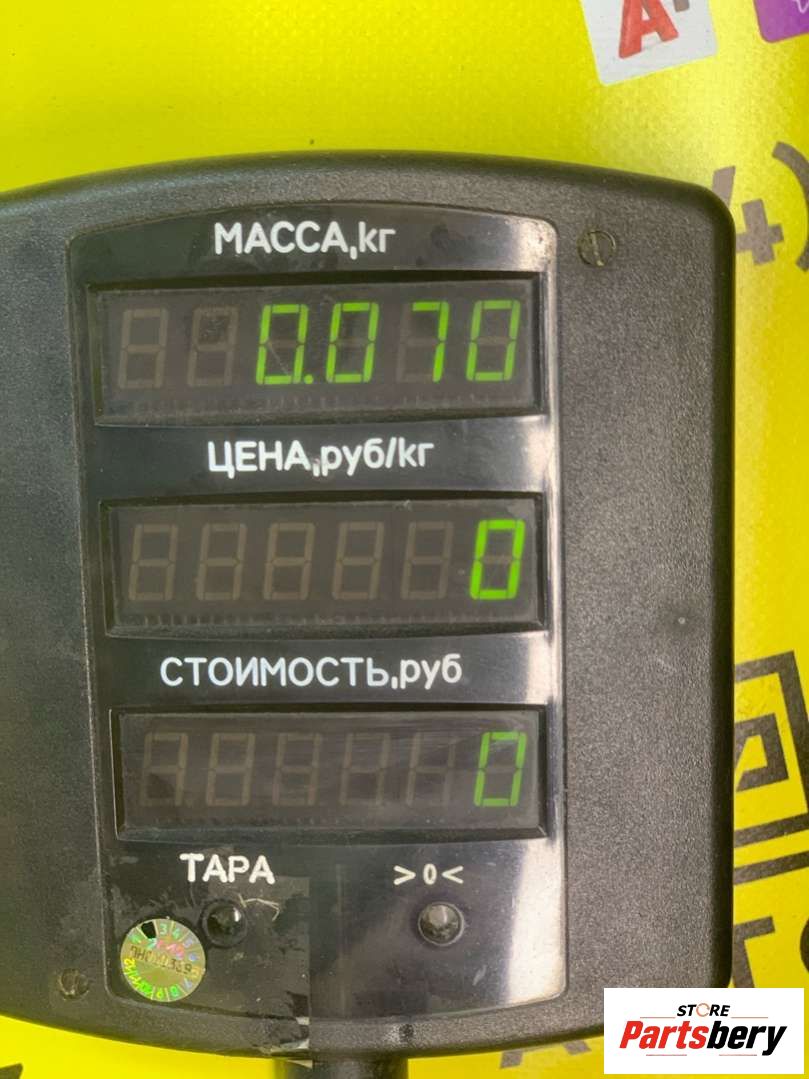 МАССА,кг
0.070
ЦЕНА,руб/кг
0
СТОИМОСТЬ,руб
0
ТАРА
>0<
STORE
Partsbery